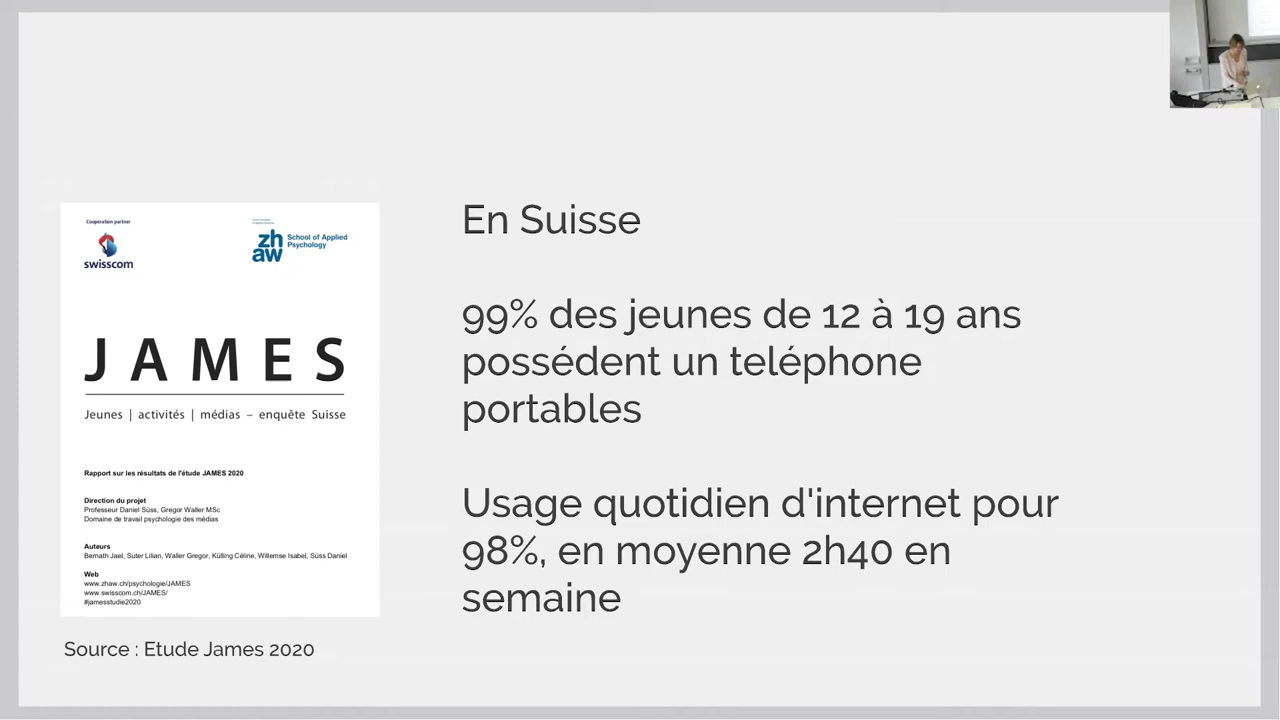 Cooperation partner
swisscom
zh
aw
School of Applied
Psychology
JAMES
Jeunes | activités | médias – enquête Suisse
Rapport sur les résultats de l'étude JAMES 2020
Direction du projet
Professeur Daniel Süss, Gregor Waller MSc
Domaine de travail psychologie des médias
Auteurs
Bernath Jael, Suter Lilian, Waller Gregor, Külling Céline, Willemse Isabel, Süss Daniel
Web
www.zhaw.ch/psychologie/JAMES
www.swisscom.ch/JAMES/
#jamesstudie2020
Source : Etude James 2020
En Suisse
99% des jeunes de 12 à 19 ans
possédent un teléphone
portables
Usage quotidien d'internet pour
98%, en moyenne 2h40 en
semaine